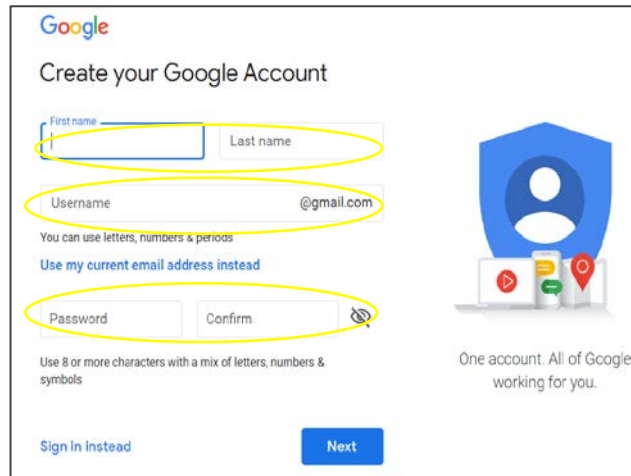 Google
Create your Google Account
First name
Last name
Username @gmail.com
You can use letters, numbers & periods
Use my current email address instead
Password Confirm
Use 8 or more characters with a mix of letters, numbers &
symbols
Sign in instead Next
One account. All of Google
working for you.